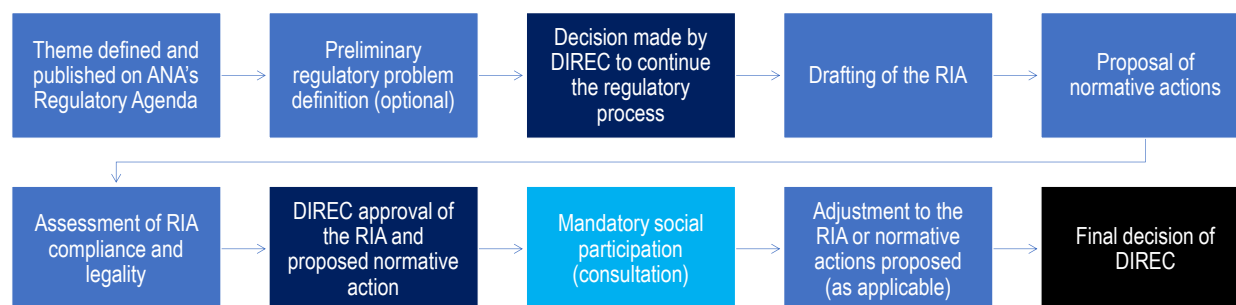 Theme defined and
published on ANA's
Regulatory Agenda
Preliminary
regulatory problem
definition (optional)
Decision made by
DIREC to continue
the regulatory
process
Drafting of the RIA
Proposal of
normative actions
Assessment of RIA
compliance and
legality
DIREC approval of
the RIA and
proposed normative
action
Mandatory social
participation
(consultation)
Adjustment to the
RIA or normative
actions proposed
(as applicable)
Final decision of
DIREC